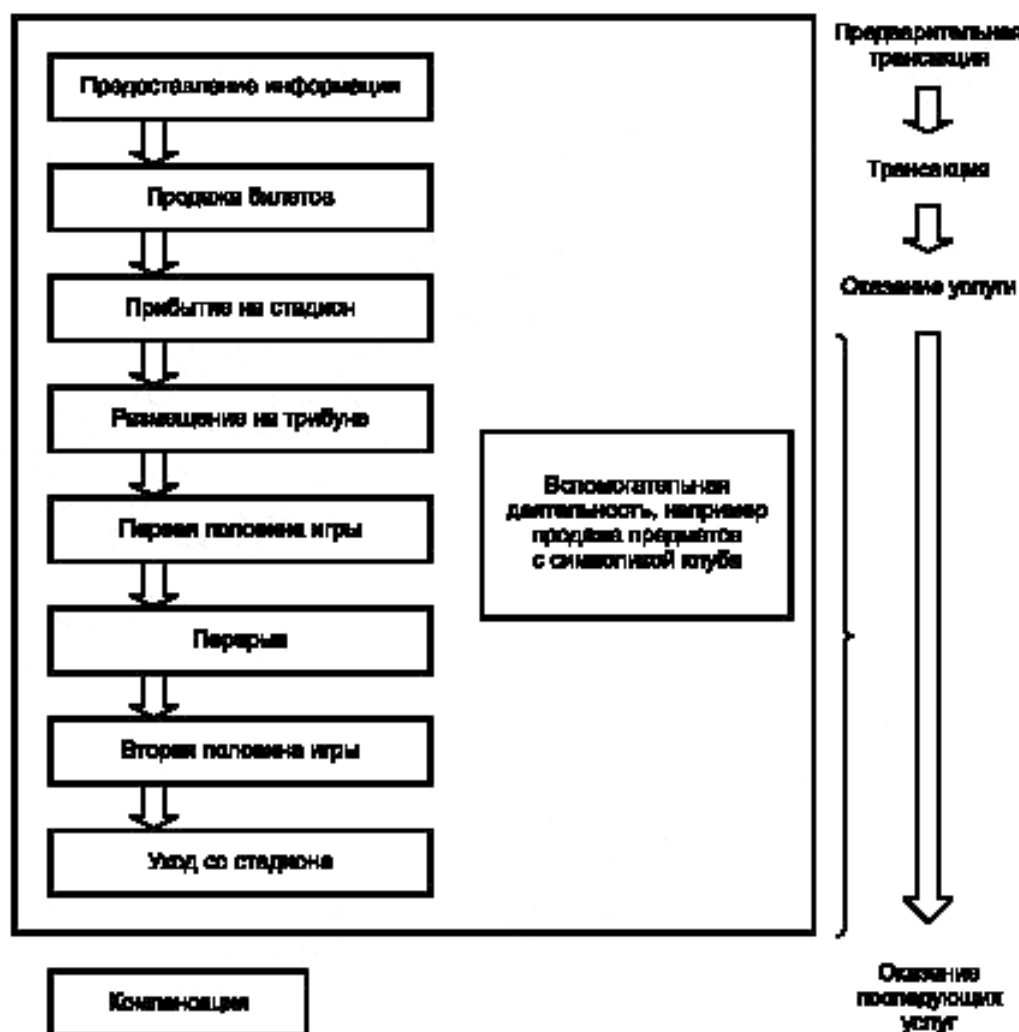 Предоставление информации
Продажа билетов
Прибытие на стадион
Размещение на трибуне
Первая половина игры
Перерыв
Вторая половина игры
Уход со стадиона
Компенсация
Вспомогательная
деятельность, например
продажа предметов
с символикой клуба
Предварительная
трансакция
Трансакция
Оказание услуги
Оказание
последующих
услуг